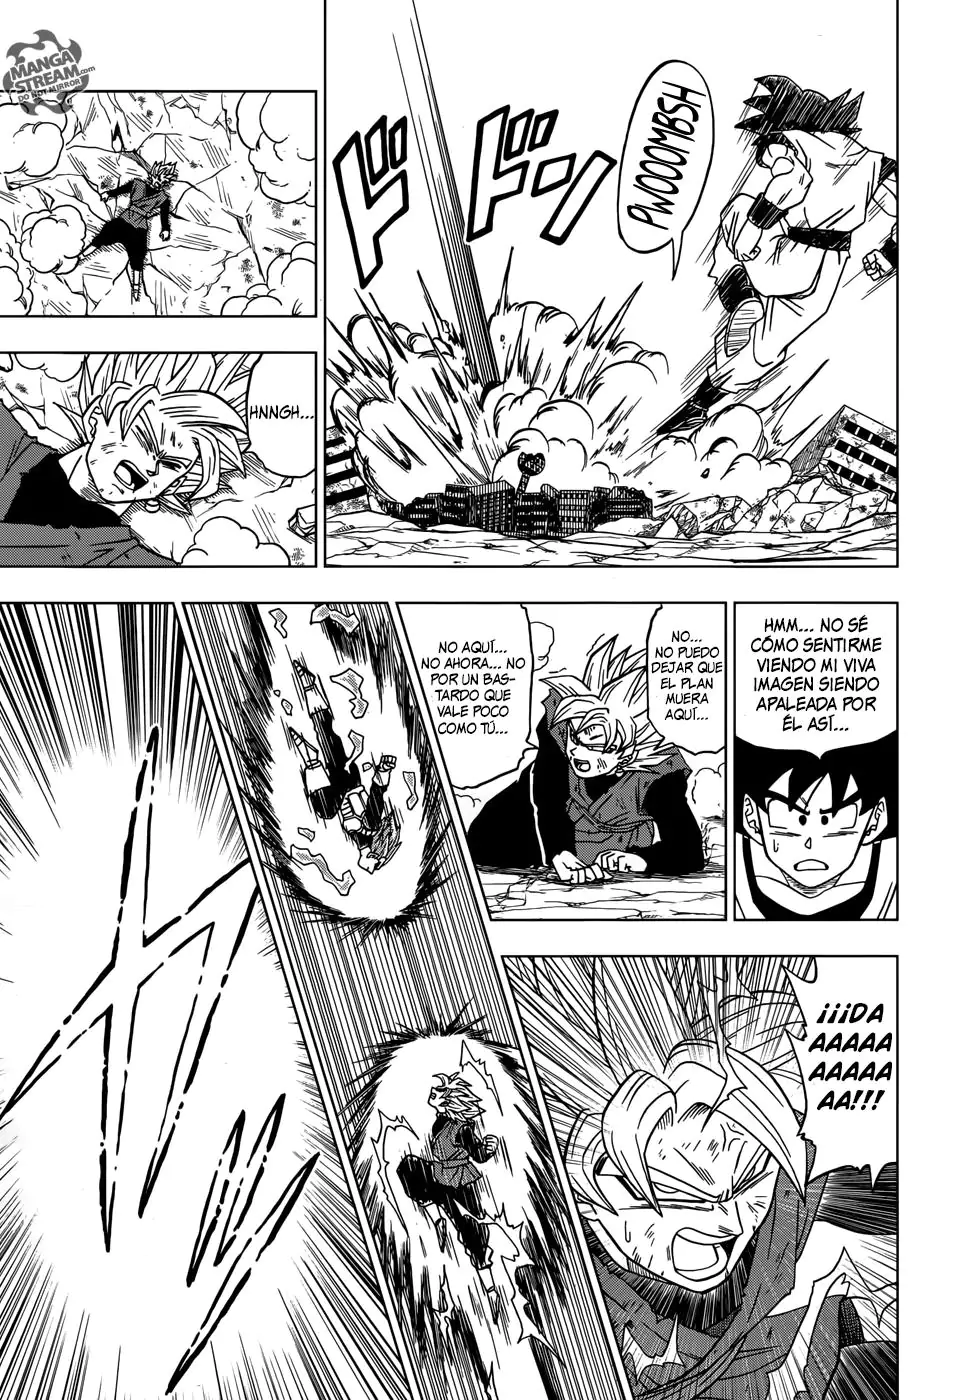 MANGA
STREAM.com
DO NOT MIRROR!
PWOOOMBSH
ドドン
HNNGH...
HMM... NO SÉ
CÓMO SENTIRME
VIENDO MI VIVA
IMAGEN SIENDO
APALEADA POR
ÉL ASÍ...
NO...
NO PUEDO
DEJAR QUE
EL PLAN
MUERA
AQUÍ...
NO AQUÍ...
NO AHORA... NO
POR UN BAS-
TARDO QUE
VALE POCO
COMO TÚ...
¡¡¡DA
AAAAA
AAAAA
AA!!!
カッ